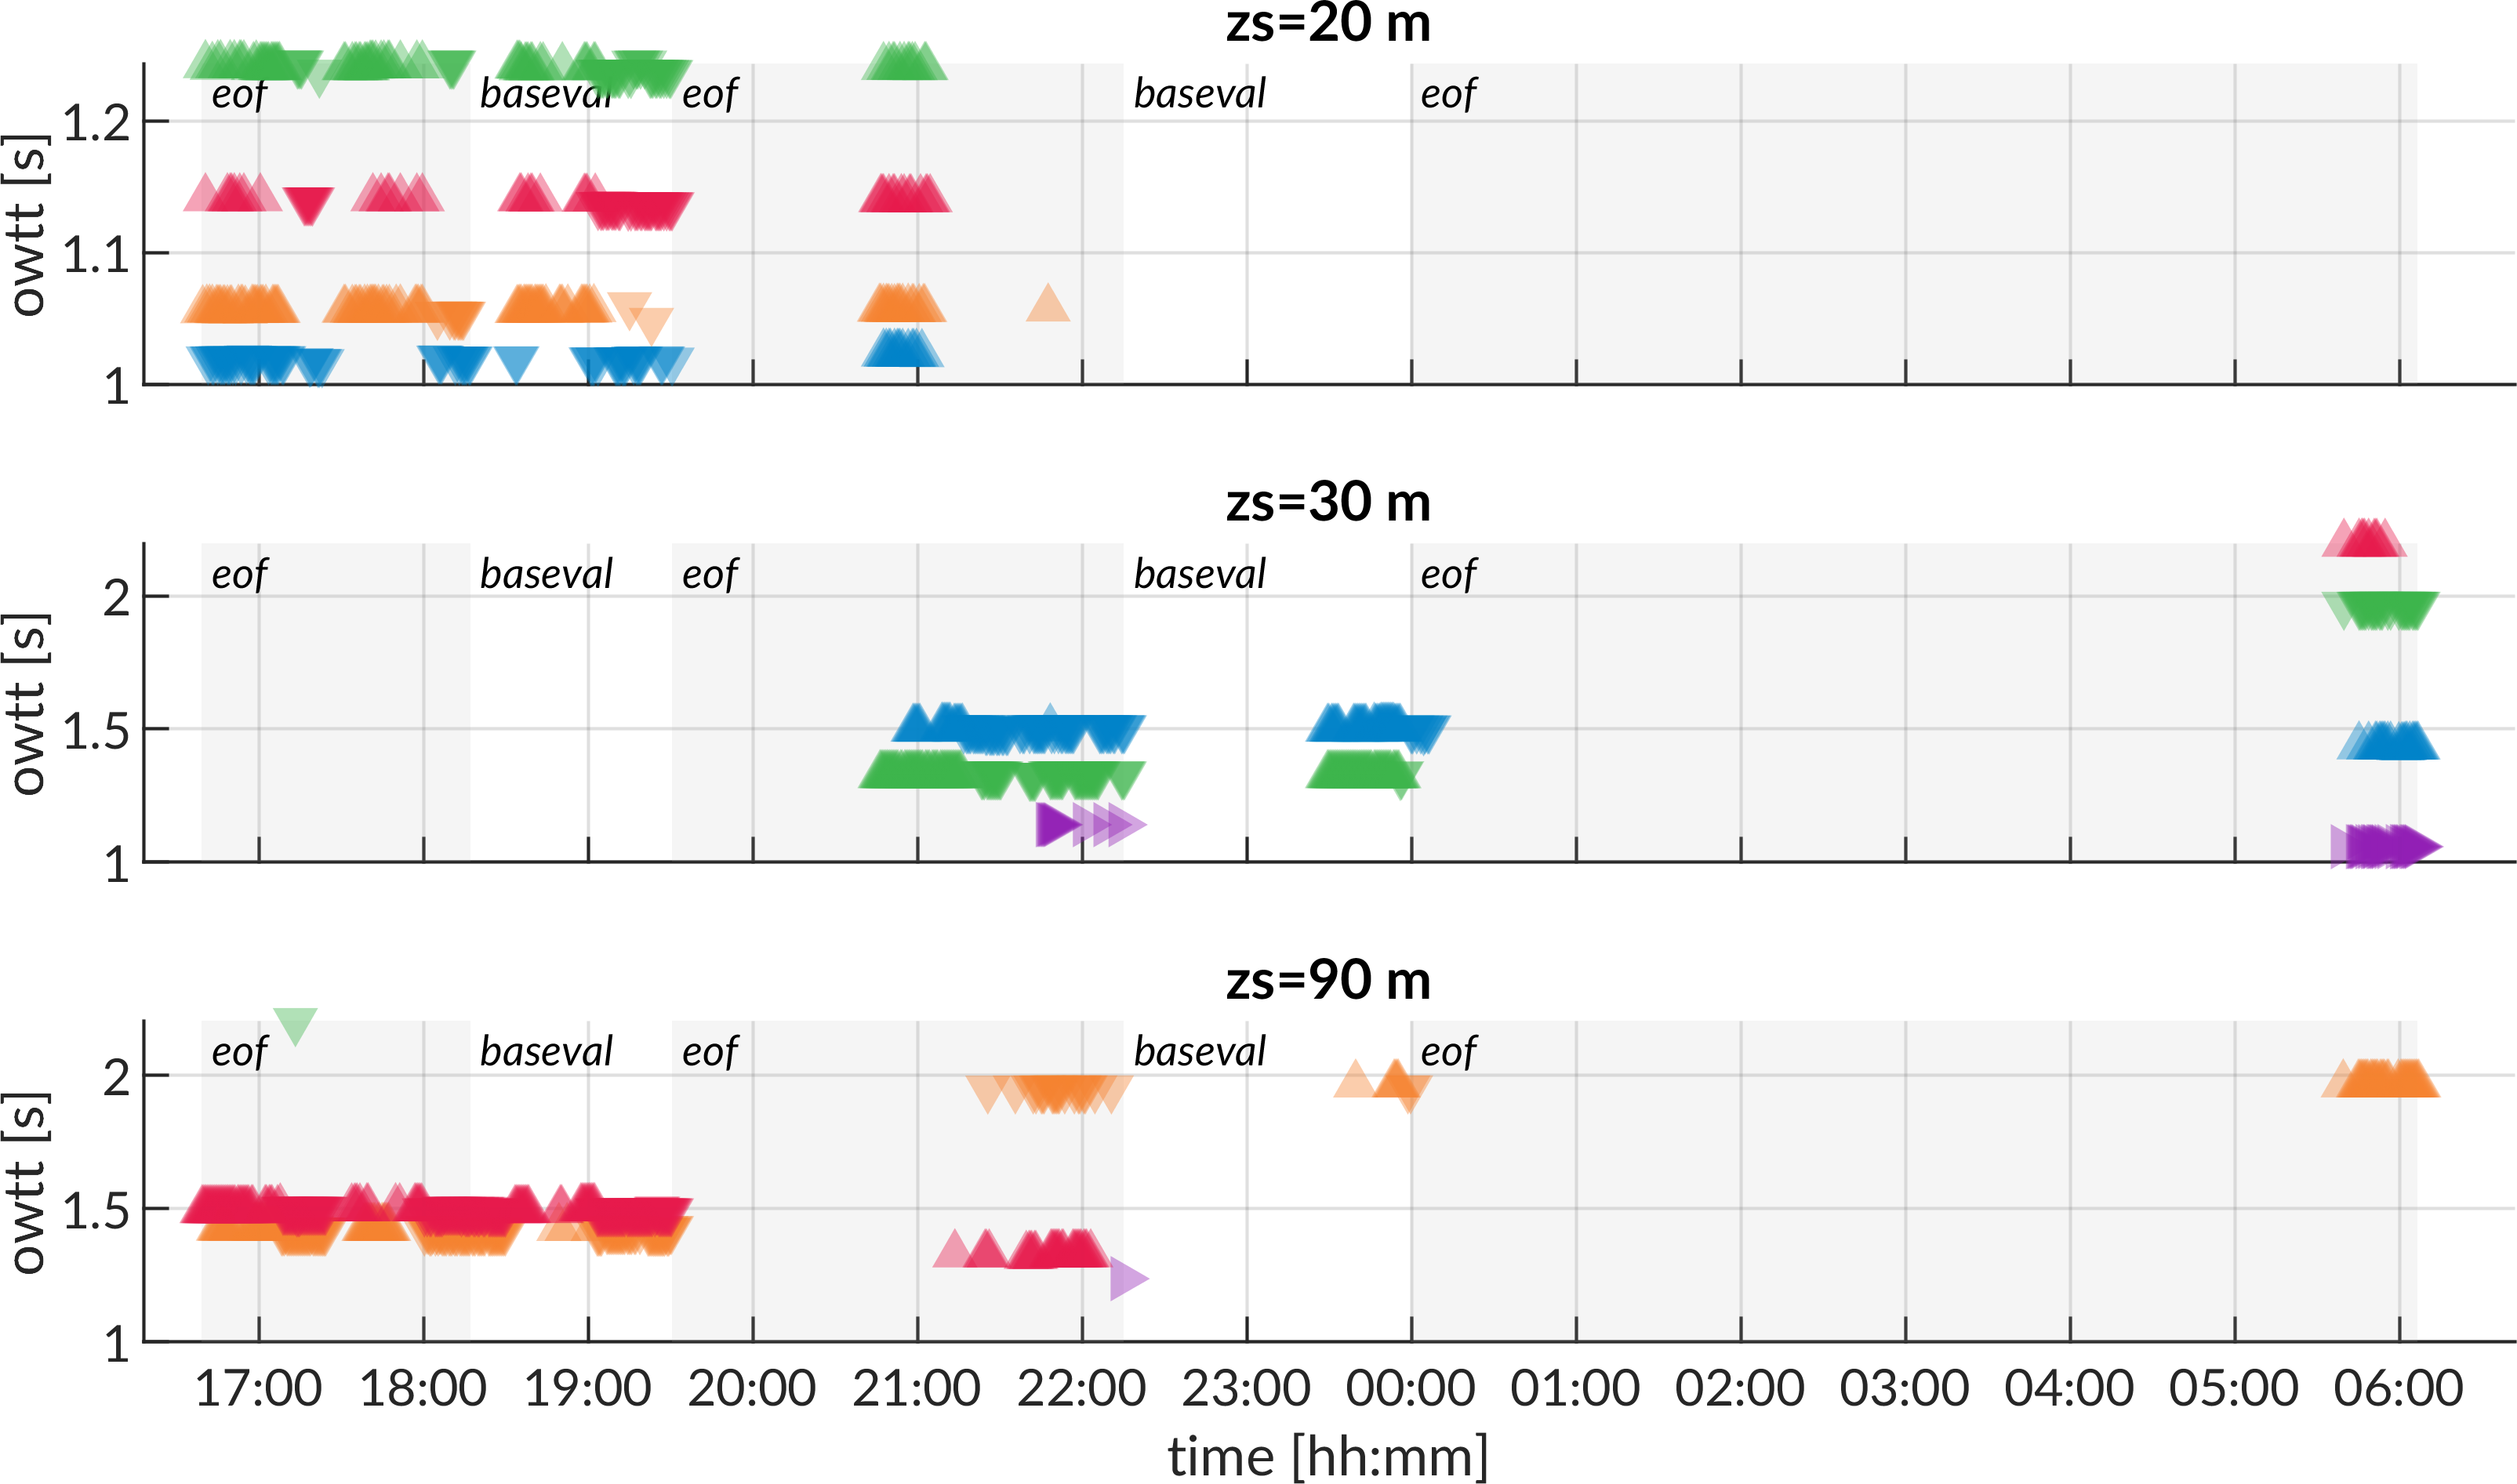 zs=20 m
eof baseval eof baseval eof
1.2
1.1
1
owtt [s]
zs=30 m
eof baseval eof baseval eof
2
1.5
1
owtt [s]
zs=90 m
eof baseval eof baseval eof
2
1.5
1
owtt [s]
17:00 18:00 19:00 20:00 21:00 22:00 23:00 00:00 01:00 02:00 03:00 04:00 05:00 06:00
time [hh:mm]